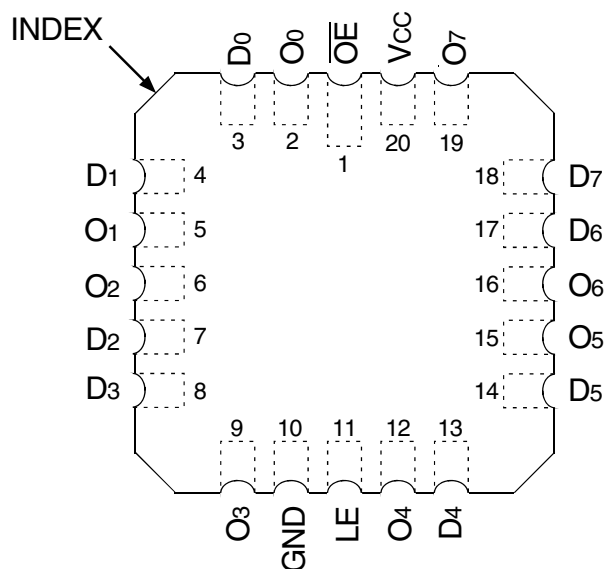 INDEX
D0 O0 O̅E̅ VCC O7
3 2 1 20 19
D1 4 18 D7
O1 5 17 D6
O2 6 16 O6
D2 7 15 O5
D3 8 14 D5
9 10 11 12 13
O3 GND LE O4 D4